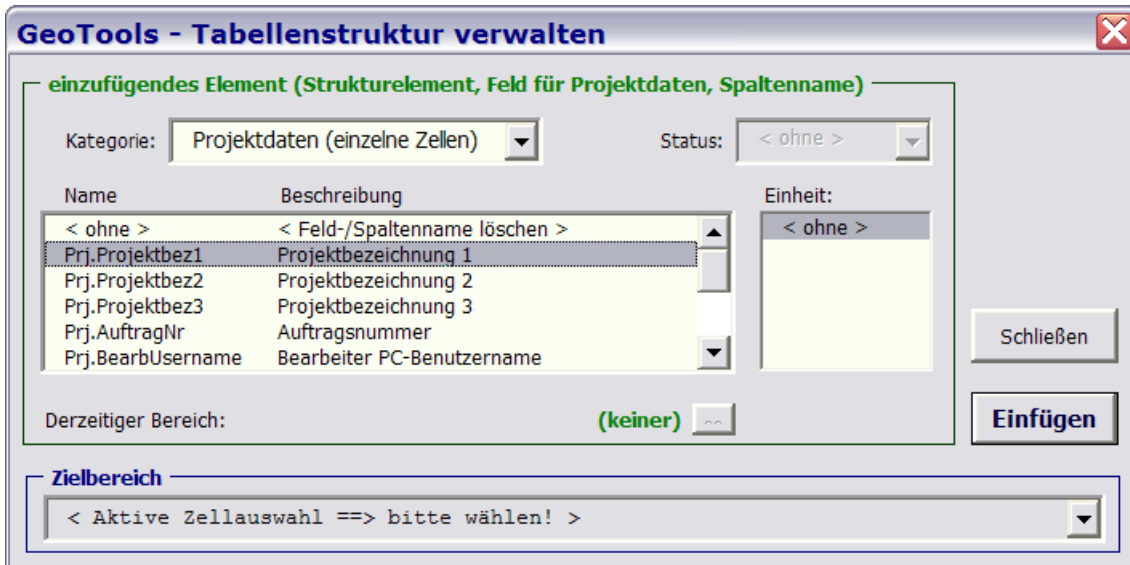 GeoTools - Tabellenstruktur verwalten
einzufügendes Element (Strukturelement, Feld für Projektdaten, Spaltenname)
Kategorie: Projektdaten (einzelne Zellen) Status: < ohne >
Name Beschreibung Einheit:
< ohne > < Feld-/Spaltenname löschen > < ohne >
Prj.Projektbez1 Projektbezeichnung 1
Prj.Projektbez2 Projektbezeichnung 2
Prj.Projektbez3 Projektbezeichnung 3
Prj.AuftragNr Auftragsnummer
Prj.BearbUsername Bearbeiter PC-Benutzername
Schließen
Derzeitiger Bereich: (keiner) ^^ Einfügen
Zielbereich
< Aktive Zellauswahl ==> bitte wählen! >